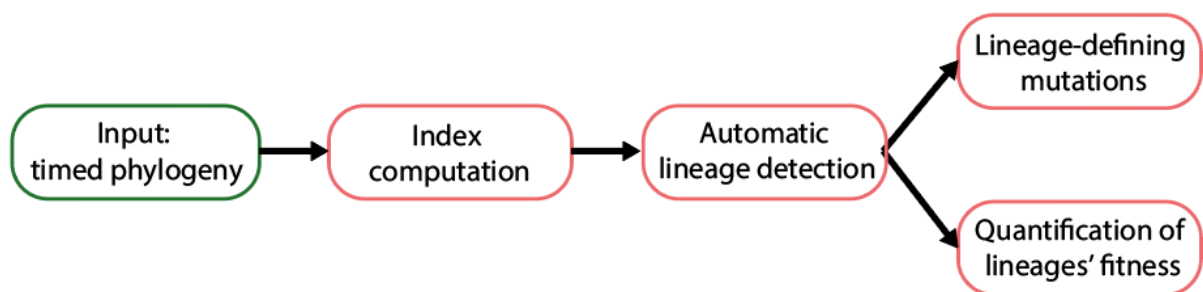 Input:
timed phylogeny
Index
computation
Automatic
lineage detection
Lineage-defining
mutations
Quantification of
lineages’ fitness